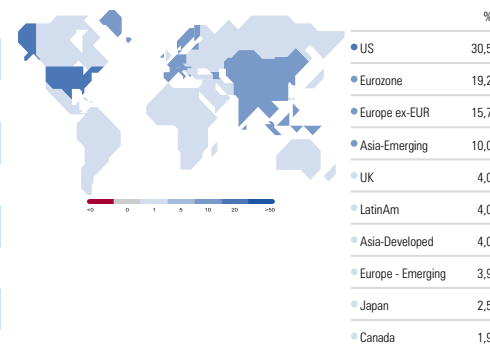 %
US 30,5
Eurozone 19,2
Europe ex-EUR 15,7
Asia-Emerging 10,0
UK 4,0
LatinAm 4,0
Asia-Developed 4,0
Europe - Emerging 3,9
Japan 2,5
Canada 1,9
<0 0 1 5 10 20 >50